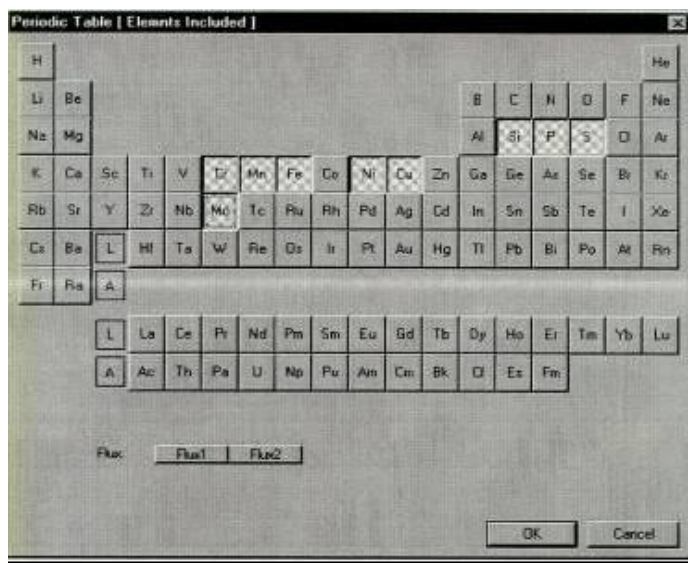 Periodic Table [ Elemnts Included ]
H He
Li Be B C N O F Ne
Na Mg Al Si P S Cl Ar
K Ca Sc Ti V Cr Mn Fe Co Ni Cu Zn Ga Ge As Se Br Kr
Rb Sr Y Zr Nb Mo Tc Ru Rh Pd Ag Cd In Sn Sb Te I Xe
Cs Ba L Hf Ta W Re Os Ir Pt Au Hg Tl Pb Bi Po At Rn
Fr Ra A
L La Ce Pr Nd Pm Sm Eu Gd Tb Dy Ho Er Tm Yb Lu
A Ac Th Pa U Np Pu Am Cm Bk Cf Es Fm
Flux Flux1 Flux2
OK Cancel